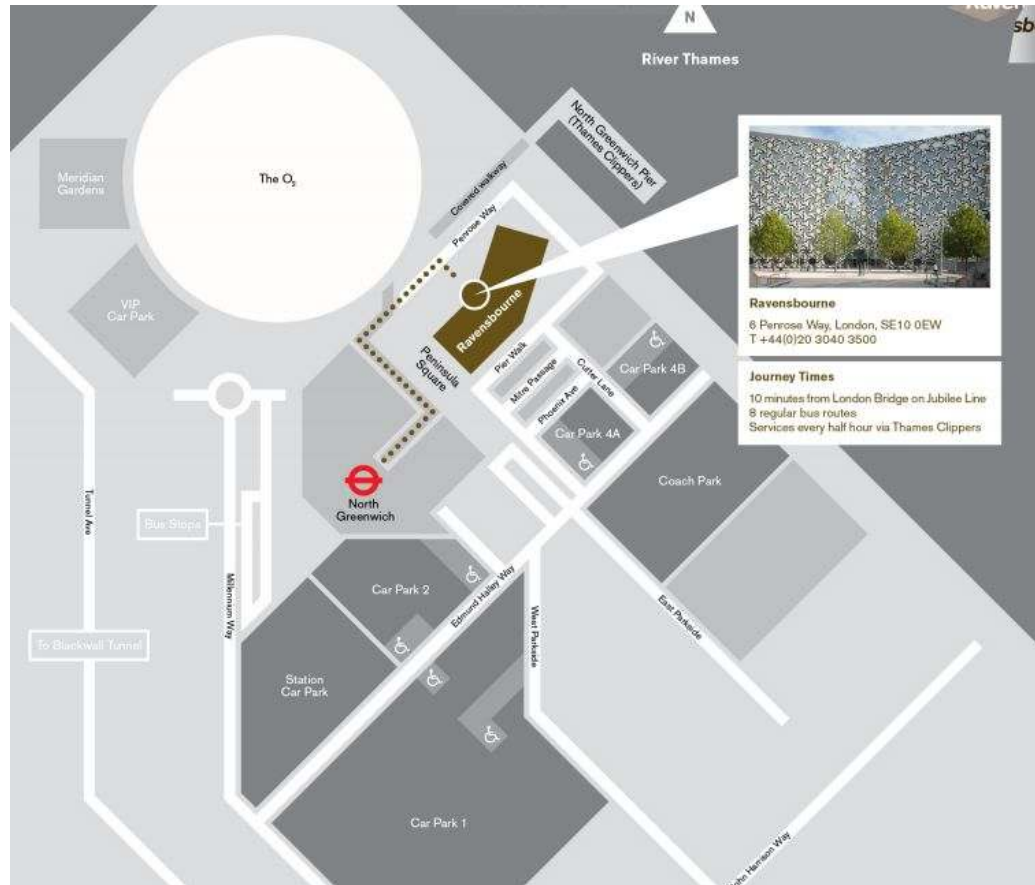 N
River Thames
North Greenwich Pier
(Thames Clippers)
Covered walkway
Penrose Way
Meridian
Gardens
The O₂
VIP
Car Park
Ravensbourne
Peninsula
Square
Pier Walk
Mitre Passage
Phoenix Ave
Cutter Lane
Car Park 4B
Car Park 4A
Coach Park
North
Greenwich
Bus Stops
Tunnel Ave
Millennium Way
To Blackwall Tunnel
Car Park 2
Edmund Halley Way
West Parkside
East Parkside
Station
Car Park
Car Park 1
John Harrison Way
Ravensbourne
6 Penrose Way, London, SE10 0EW
T +44(0)20 3040 3500
Journey Times
10 minutes from London Bridge on Jubilee Line
8 regular bus routes
Services every half hour via Thames Clippers